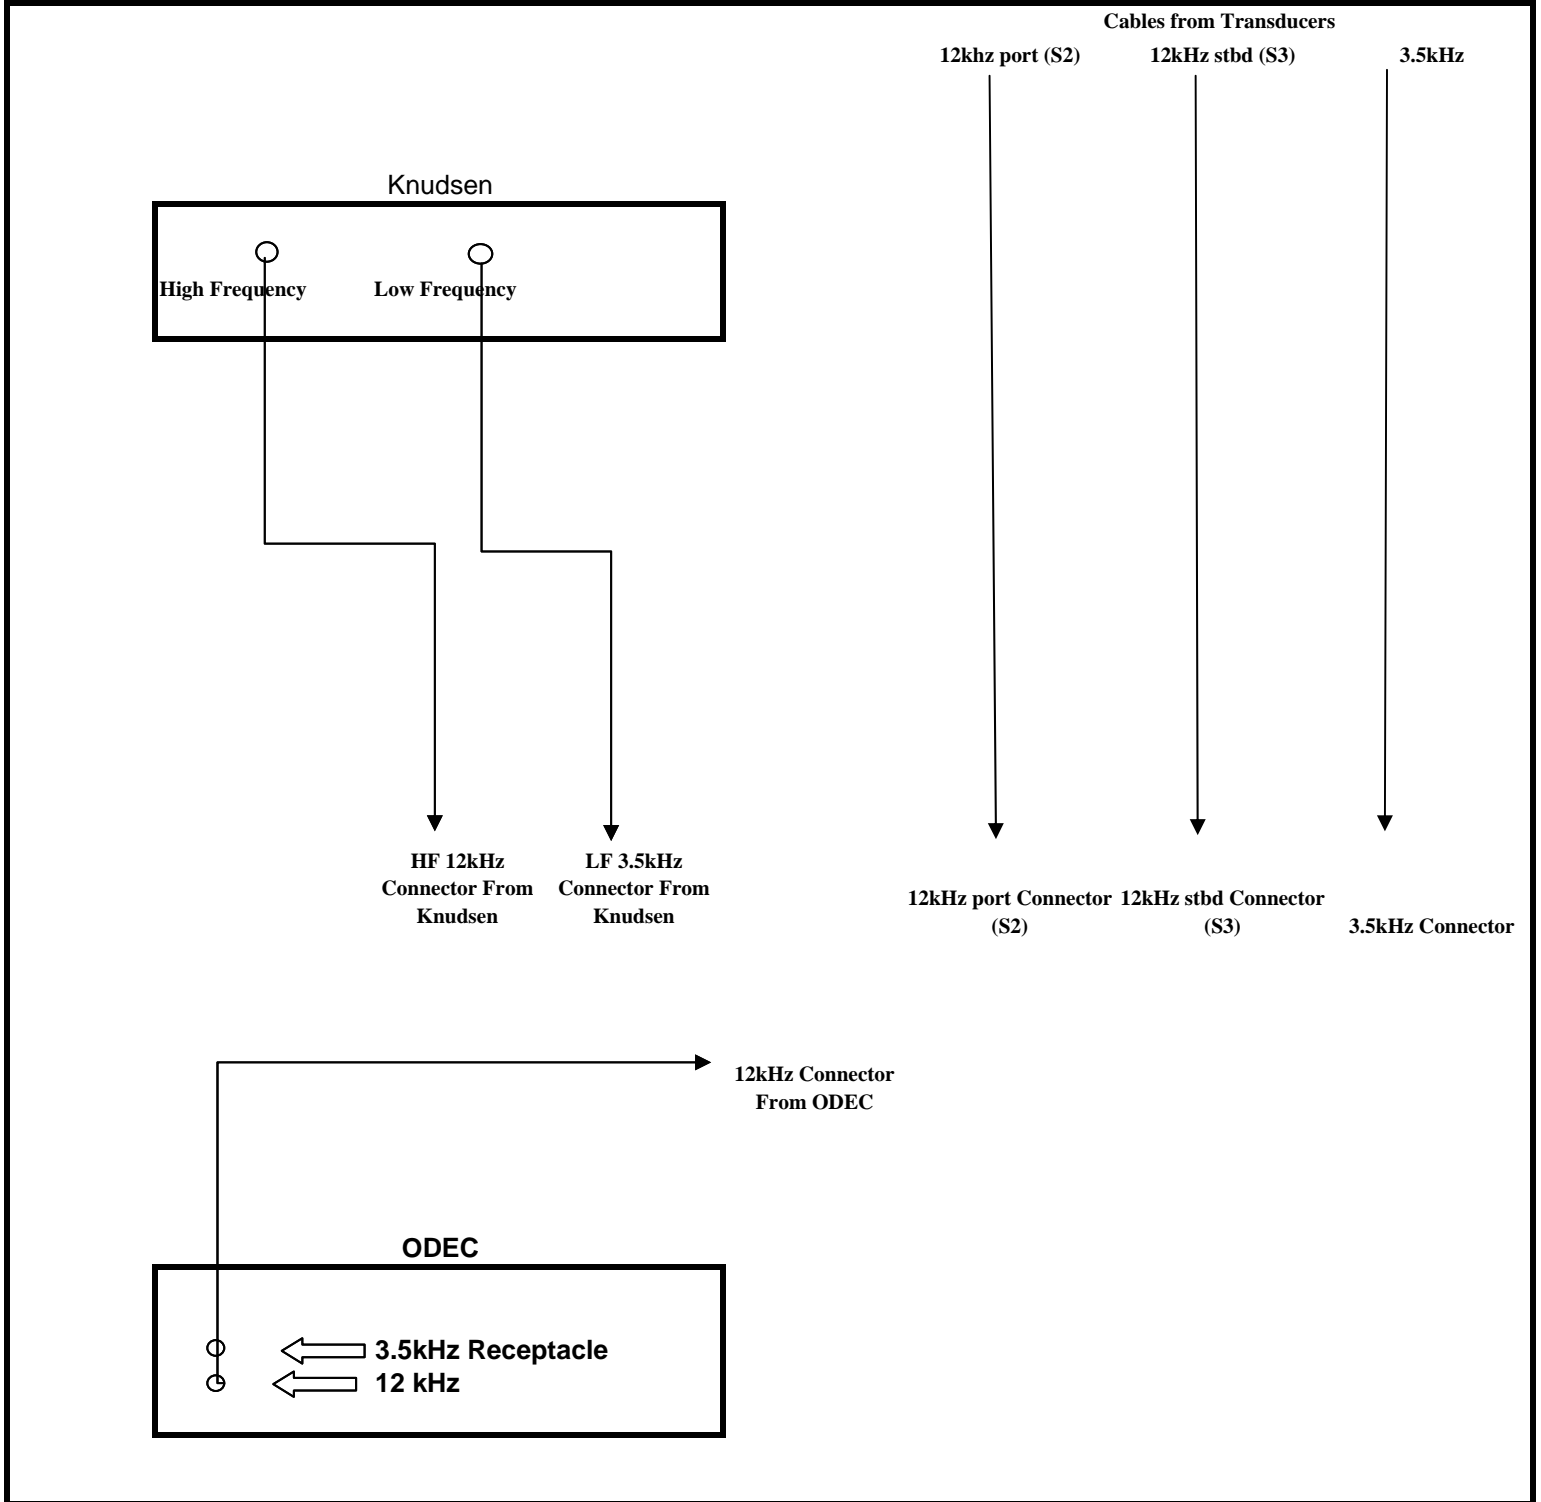 Cables from Transducers
12khz port (S2) 12kHz stbd (S3) 3.5kHz
Knudsen
High Frequency Low Frequency
HF 12kHz
Connector From
Knudsen
LF 3.5kHz
Connector From
Knudsen
12kHz port Connector
(S2)
12kHz stbd Connector
(S3)
3.5kHz Connector
12kHz Connector
From ODEC
ODEC
3.5kHz Receptacle
12 kHz